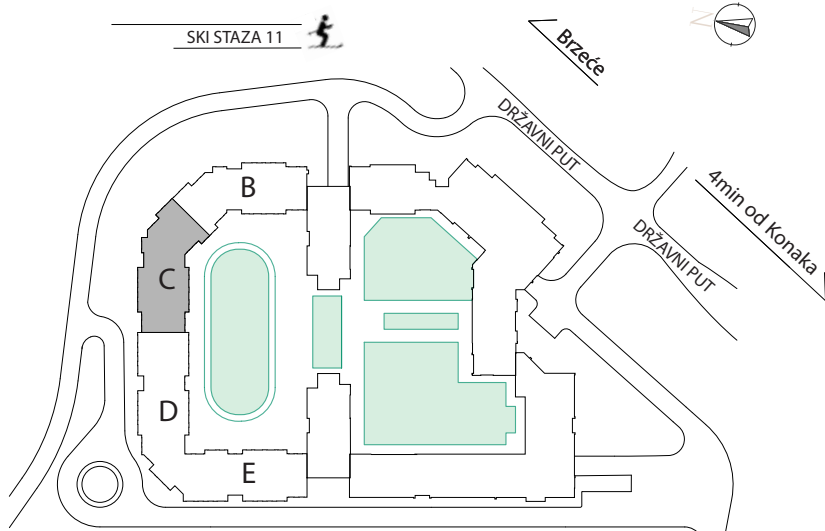 SKI STAZA 11
N
Brzeće
DRŽAVNI PUT
4min od Konaka
DRŽAVNI PUT
B
C
D
E